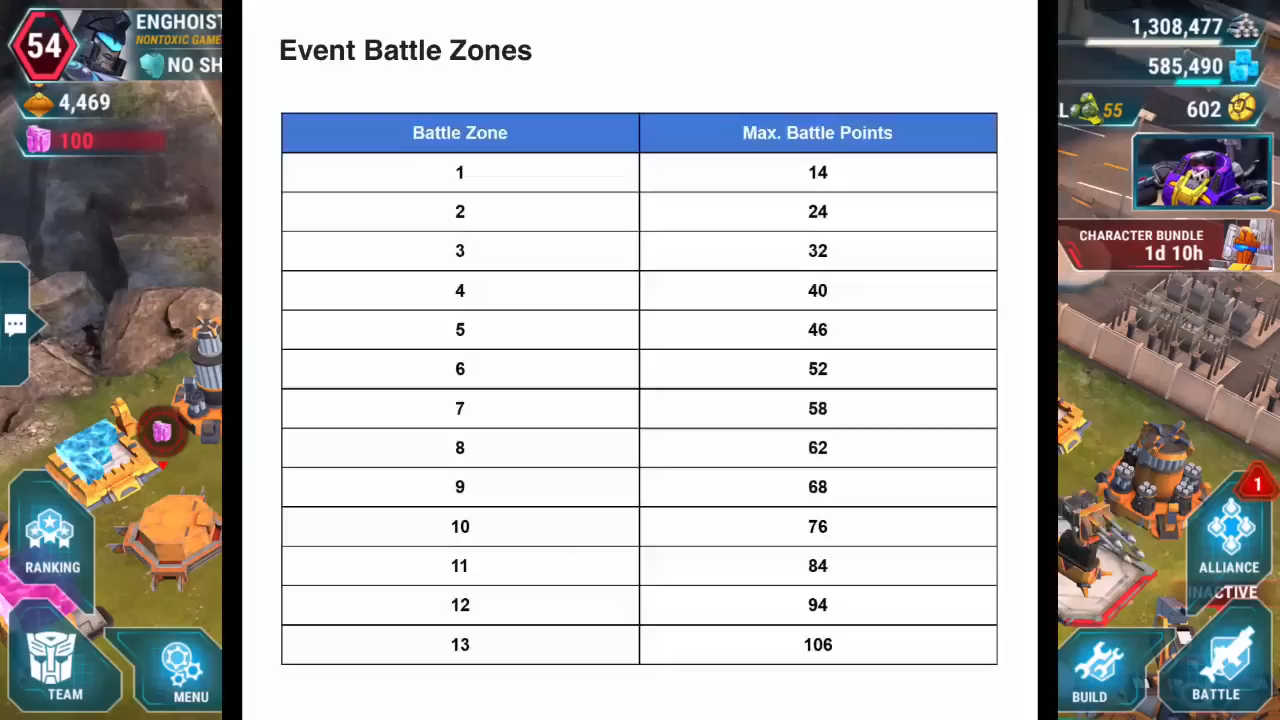 54
ENGHOIST
NONTOXIC GAME
NO SH
4,469
100
RANKING
TEAM
MENU
Event Battle Zones
Battle Zone Max. Battle Points
1 14
2 24
3 32
4 40
5 46
6 52
7 58
8 62
9 68
10 76
11 84
12 94
13 106
1,308,477
585,490
L 55 602
CHARACTER BUNDLE
1d 10h
1
ALLIANCE
INACTIVE
BUILD
BATTLE